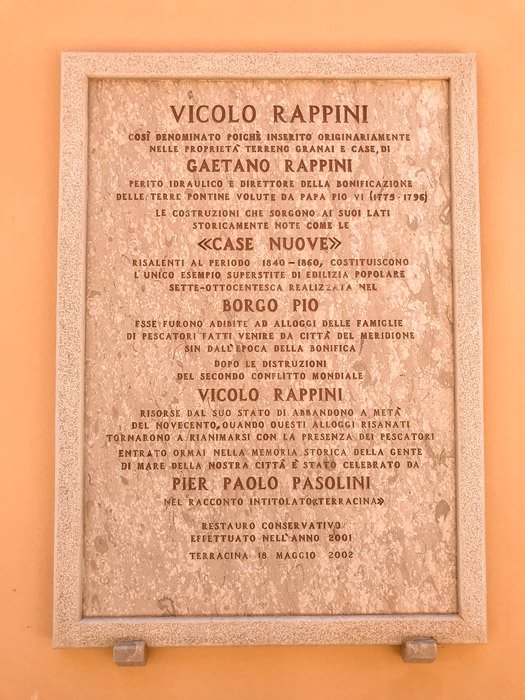 VICOLO RAPPINI
COSÌ DENOMINATO POICHÈ INSERITO ORIGINARIAMENTE
NELLE PROPRIETÀ TERRENO GRANAI E CASE, DI
GAETANO RAPPINI
PERITO IDRAULICO E DIRETTORE DELLA BONIFICAZIONE
DELLE TERRE PONTINE VOLUTE DA PAPA PIO VI (1775-1796)
LE COSTRUZIONI CHE SORGONO AI SUOI LATI
STORICAMENTE NOTE COME LE
«CASE NUOVE»
RISALENTI AL PERIODO 1840-1860, COSTITUISCONO
L'UNICO ESEMPIO SUPERSTITE DI EDILIZIA POPOLARE
SETTE-OTTOCENTESCA REALIZZATA NEL
BORGO PIO
ESSE FURONO ADIBITE AD ALLOGGI DELLE FAMIGLIE
DI PESCATORI FATTI VENIRE DA CITTÀ DEL MERIDIONE
SIN DALL'EPOCA DELLA BONIFICA
DOPO LE DISTRUZIONI
DEL SECONDO CONFLITTO MONDIALE
VICOLO RAPPINI
RISORSE DAL SUO STATO DI ABBANDONO A METÀ
DEL NOVECENTO, QUANDO QUESTI ALLOGGI RISANATI
TORNARONO A RIANIMARSI CON LA PRESENZA DEI PESCATORI
ENTRATO ORMAI NELLA MEMORIA STORICA DELLA GENTE
DI MARE DELLA NOSTRA CITTÀ È STATO CELEBRATO DA
PIER PAOLO PASOLINI
NEL RACCONTO INTITOLATO «TERRACINA»
RESTAURO CONSERVATIVO
EFFETTUATO NELL'ANNO 2001
TERRACINA 18 MAGGIO 2002